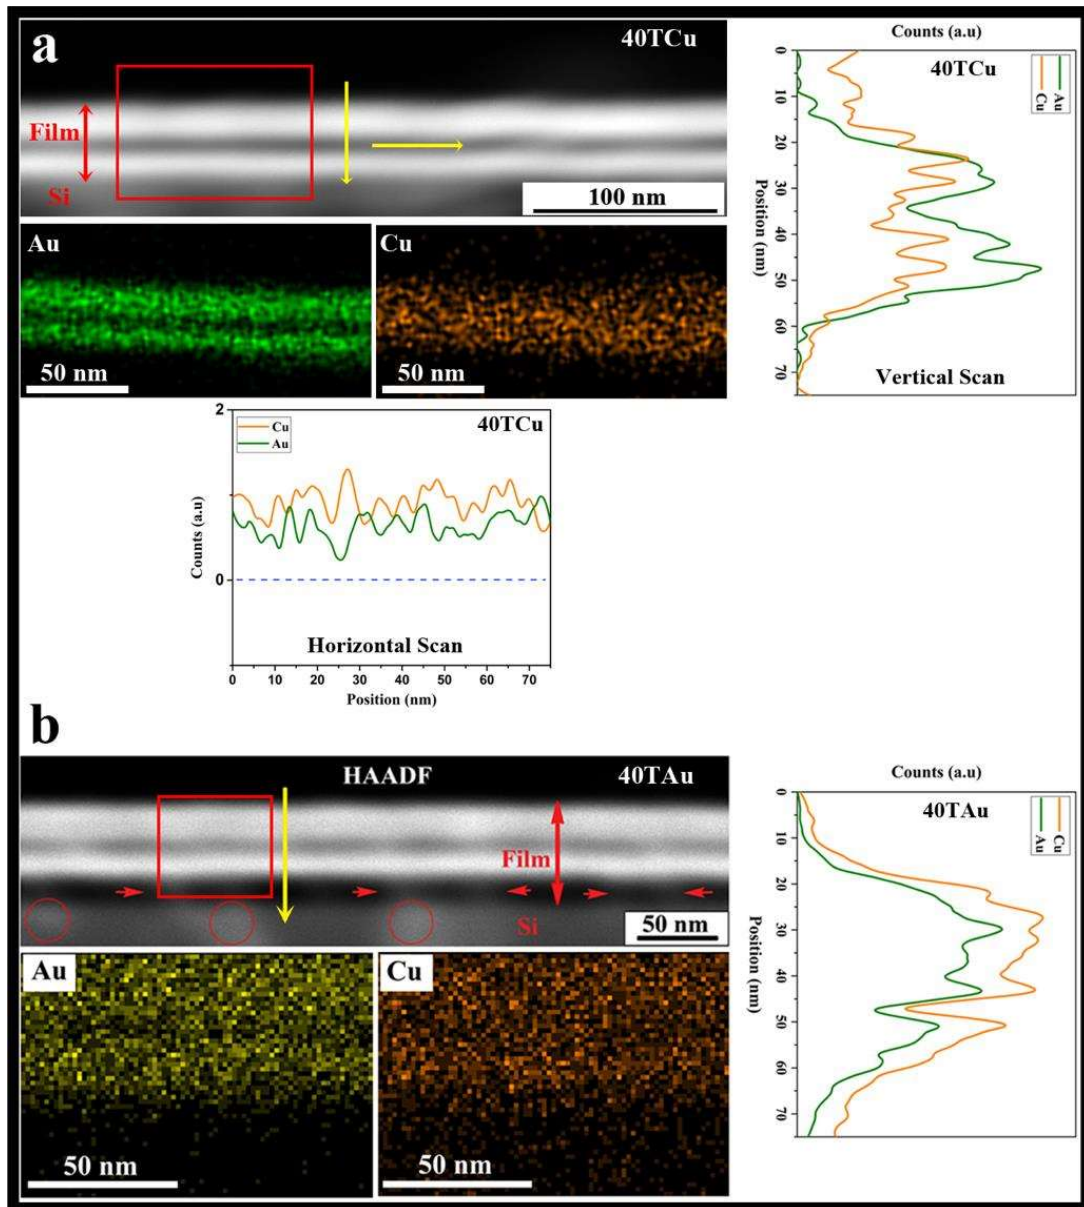 a
40TCu
Film
Si
100 nm
Au
50 nm
Cu
50 nm
Counts (a.u)
0
10
20
30
40
50
60
70
Position (nm)
40TCu
Au
Cu
Vertical Scan
2
0
Counts (a.u)
Cu
Au
40TCu
Horizontal Scan
0 10 20 30 40 50 60 70
Position (nm)
b
HAADF
40TAu
Film
Si
50 nm
Au
50 nm
Cu
50 nm
Counts (a.u)
0
10
20
30
40
50
60
70
Position (nm)
40TAu
Cu
Au